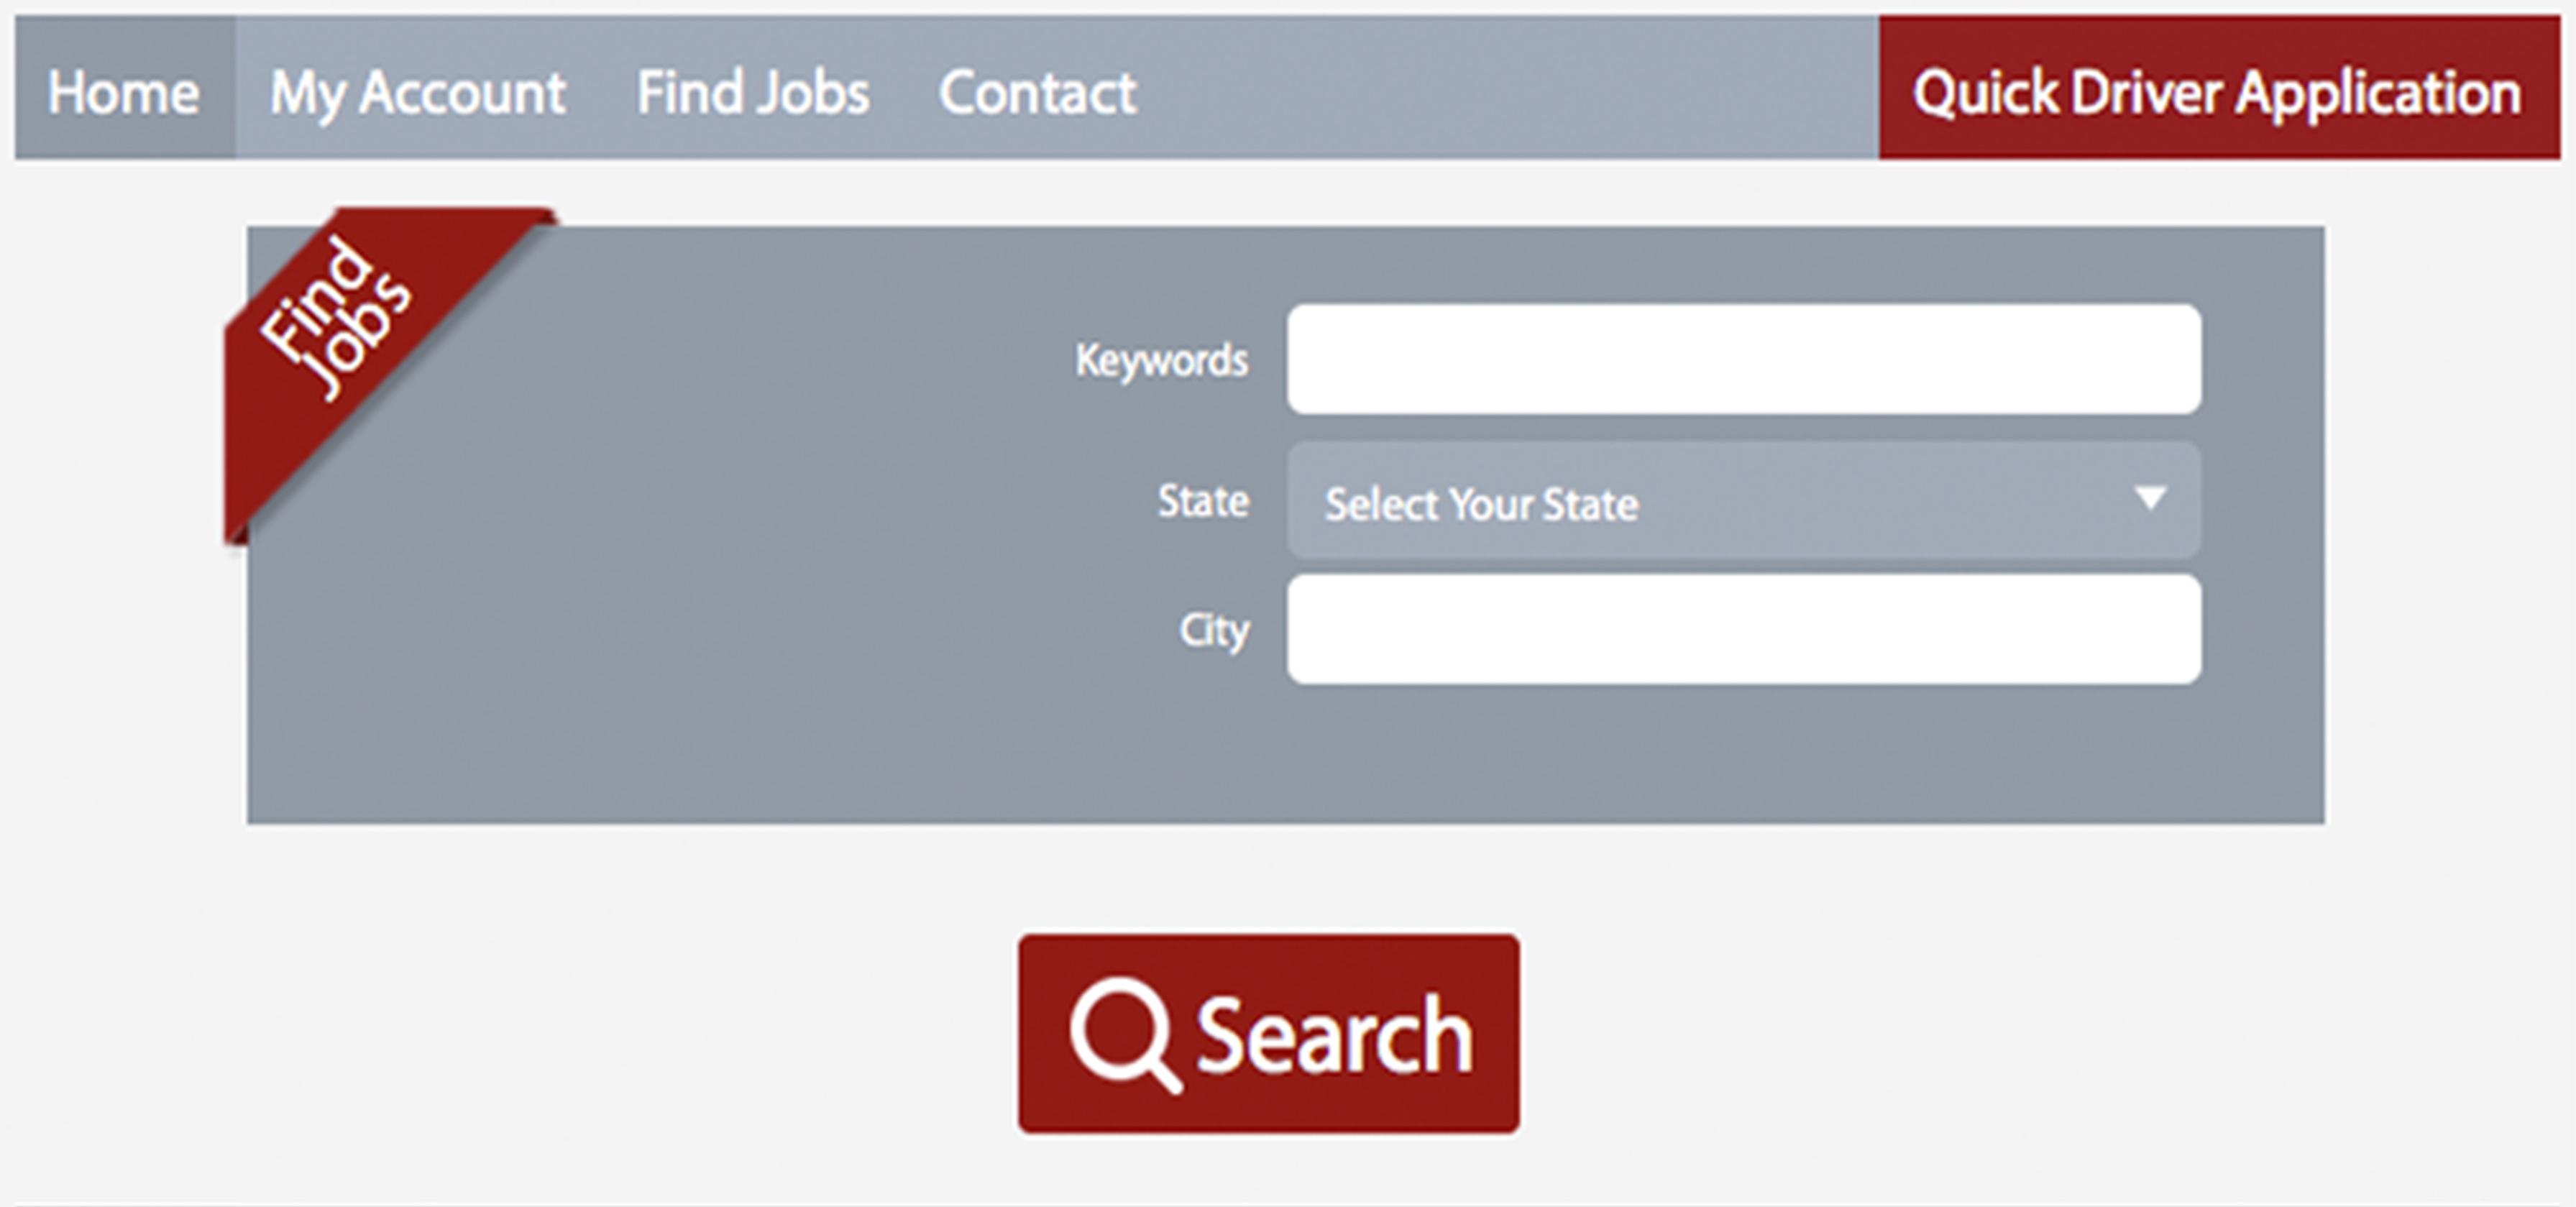 Home My Account Find Jobs Contact Quick Driver Application
Find
Jobs
Keywords
State Select Your State
City
Search